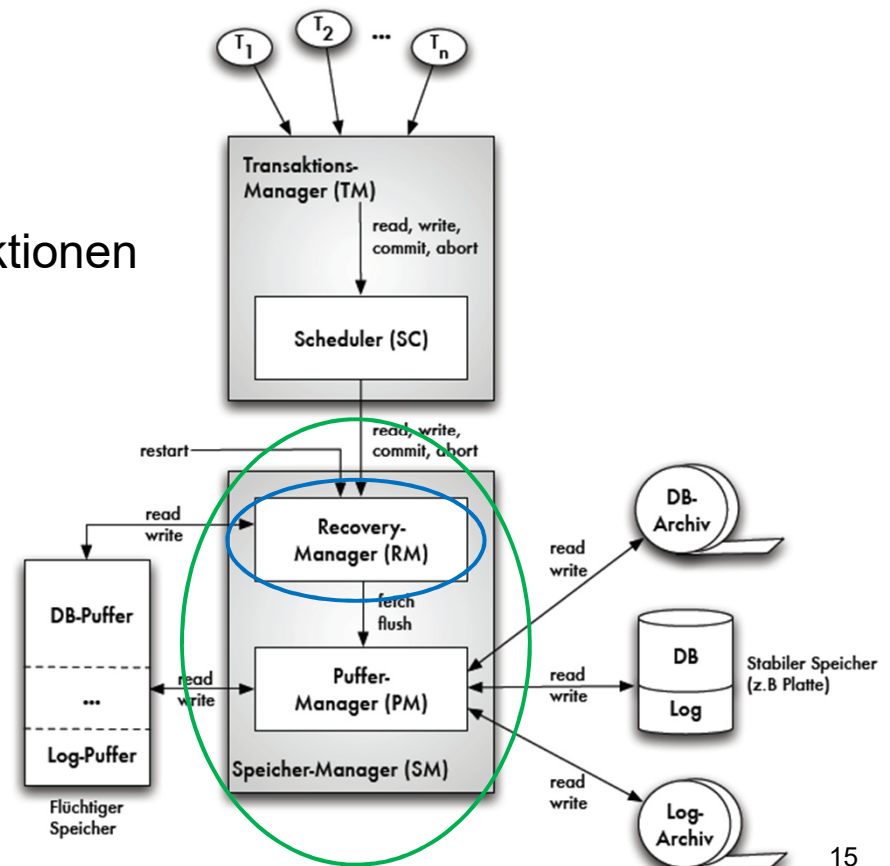 T1
T2
...
Tn
Transaktions-
Manager (TM)
read, write,
commit, abort
ktionen
Scheduler (SC)
read, write,
commit, abort
restart
read
write
Recovery-
Manager (RM)
fetch
flush
DB-Puffer
...
Log-Puffer
Flüchtiger
Speicher
read
write
Puffer-
Manager (PM)
Speicher-Manager (SM)
read
write
DB-
Archiv
read
write
DB
Log
Stabiler Speicher
(z.B Platte)
read
write
Log-
Archiv
15